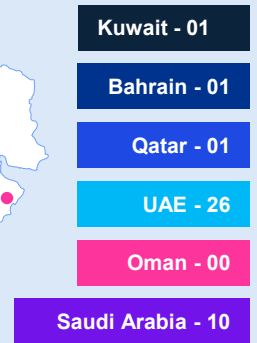 Kuwait - 01
Bahrain - 01
Qatar - 01
UAE - 26
Oman - 00
Saudi Arabia - 10